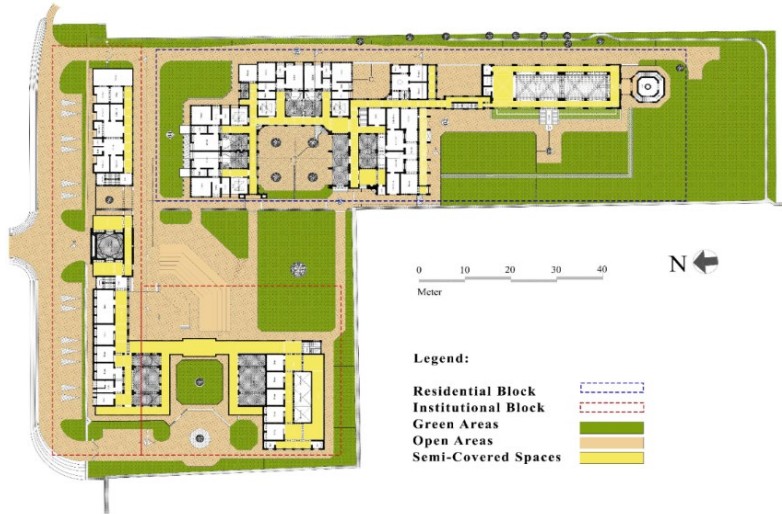 N
0 10 20 30 40
Meter
Legend:
Residential Block
Institutional Block
Green Areas
Open Areas
Semi-Covered Spaces